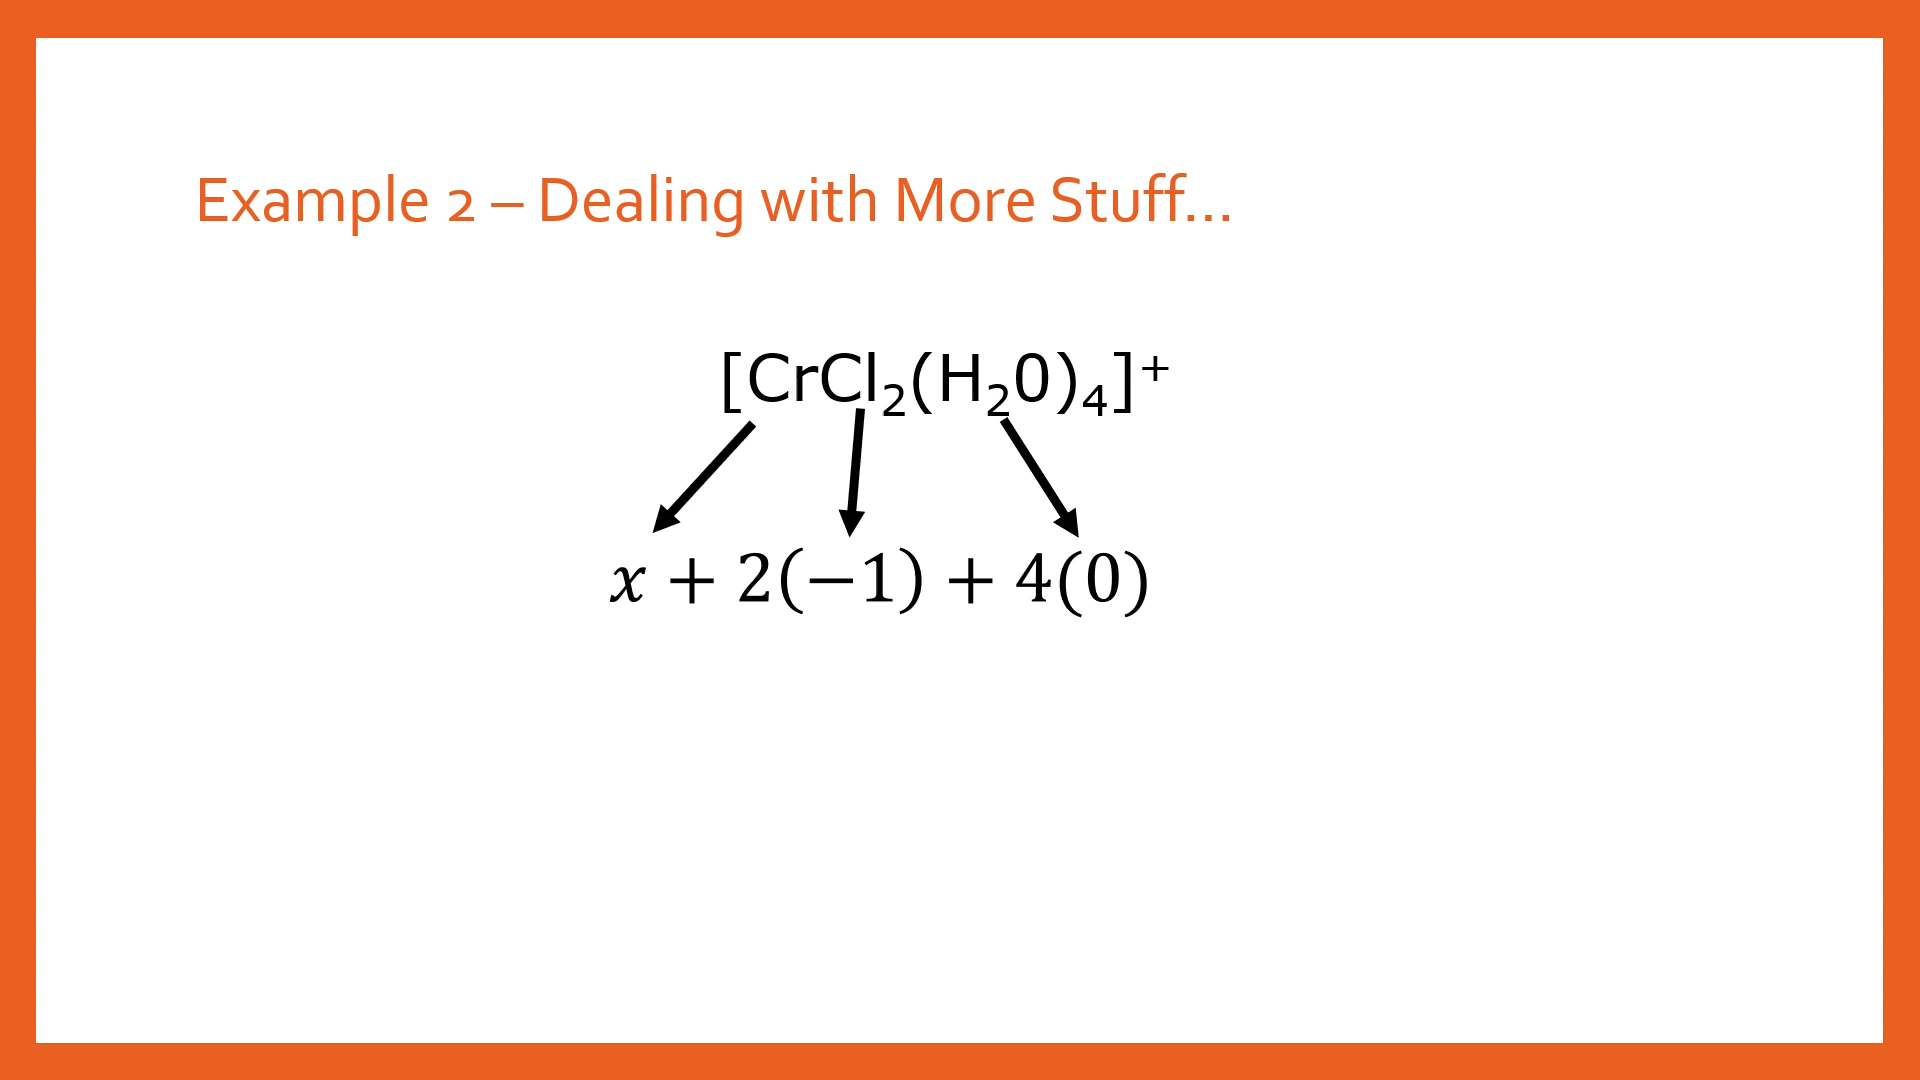 Example 2 – Dealing with More Stuff…
[CrCl₂(H₂0)₄]⁺
x + 2(−1) + 4(0)